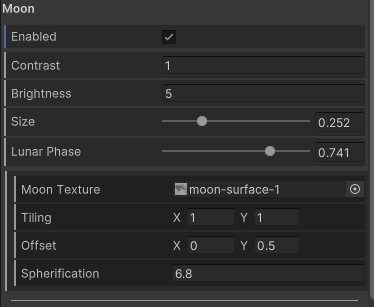 Moon
Enabled
Contrast 1
Brightness 5
Size 0.252
Lunar Phase 0.741
Moon Texture moon-surface-1
Tiling X 1 Y 1
Offset X 0 Y 0.5
Spherification 6.8